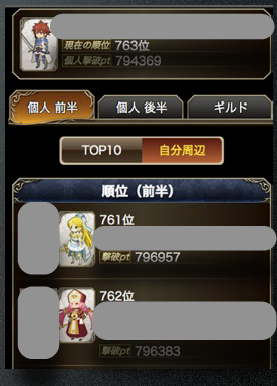 現在の順位 763位
個人撃破pt 794369
個人 前半 個人 後半 ギルド
TOP10 自分周辺
順位（前半）
761位
撃破pt 796957
762位
撃破pt 796383